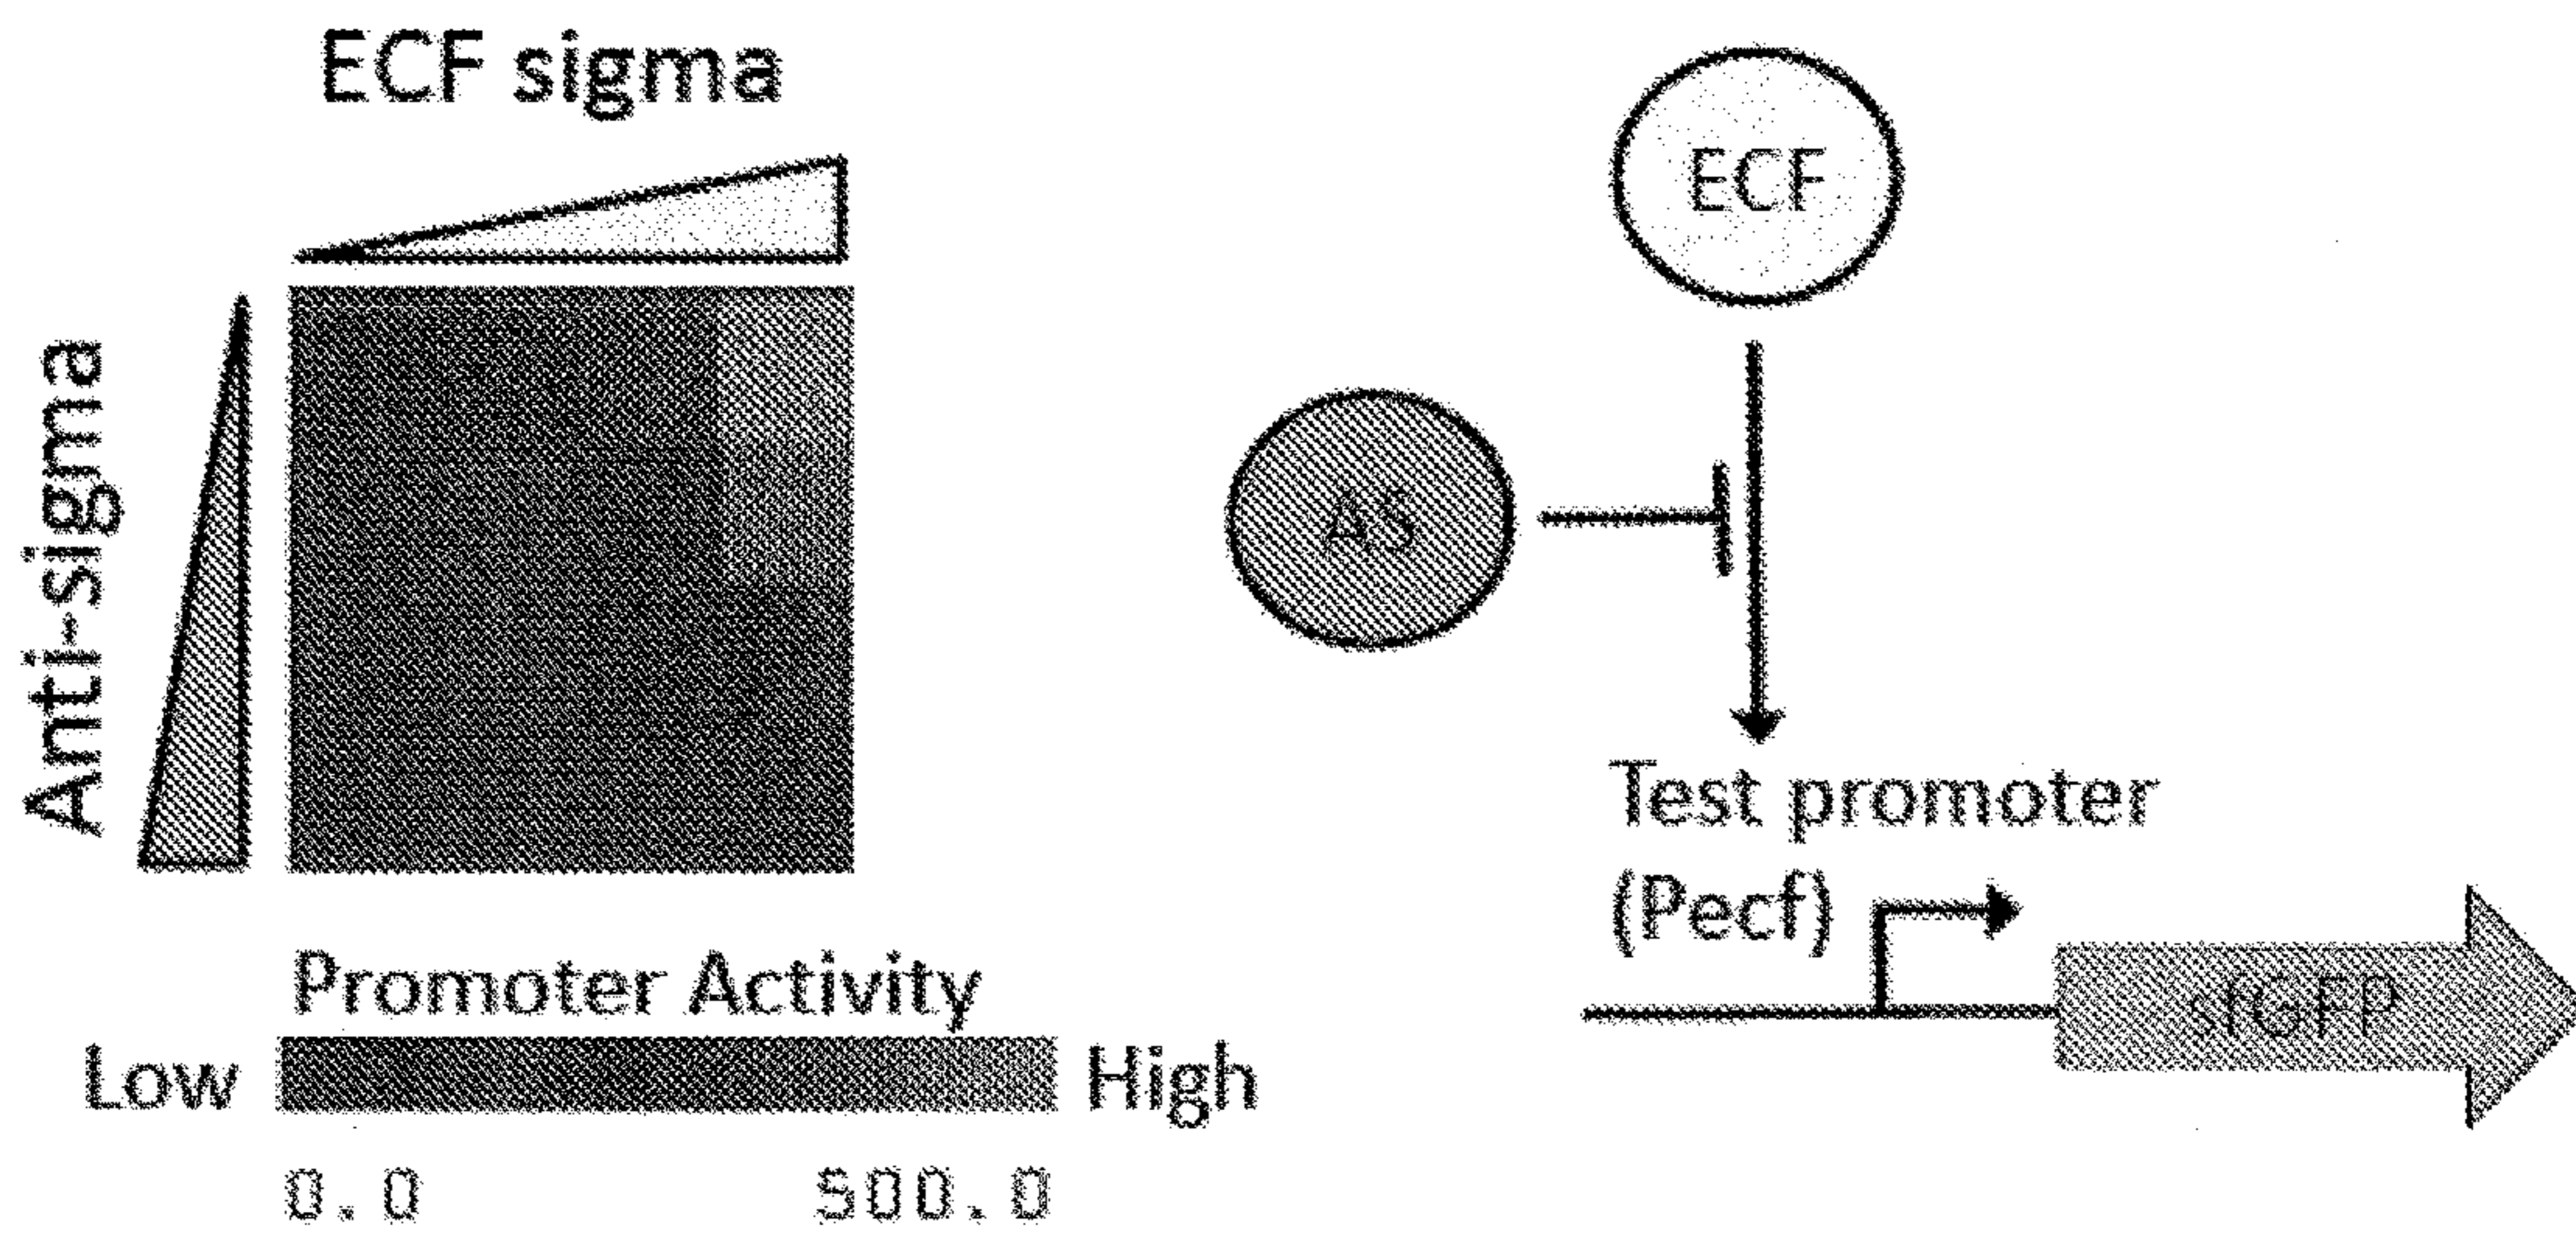 ECF sigma
Anti-sigma
Promoter Activity
Low
High
0.0
500.0
ECF
AS
Test promoter
(Pecf)
sfGFP